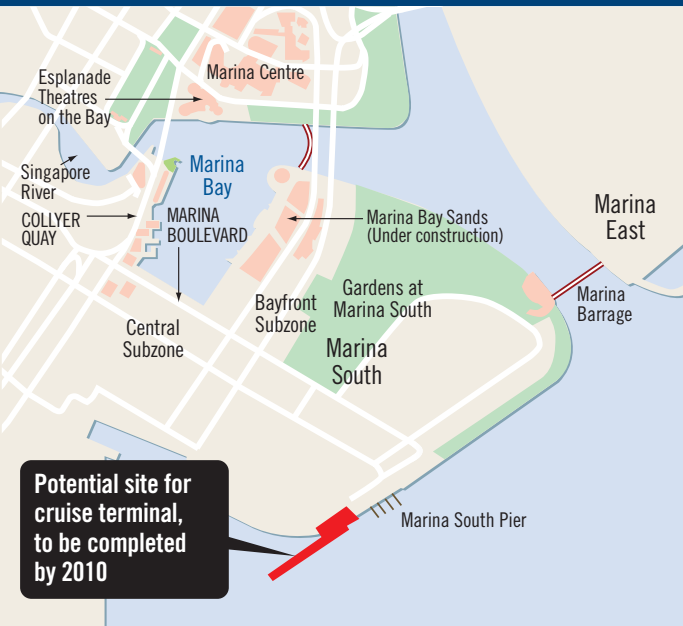 Esplanade
Theatres
on the Bay
Marina Centre
Singapore
River
Marina
Bay
COLLYER
QUAY
MARINA
BOULEVARD
Marina Bay Sands
(Under construction)
Marina
East
Gardens at
Marina South
Marina
Barrage
Bayfront
Subzone
Central
Subzone
Marina
South
Potential site for
cruise terminal,
to be completed
by 2010
Marina South Pier